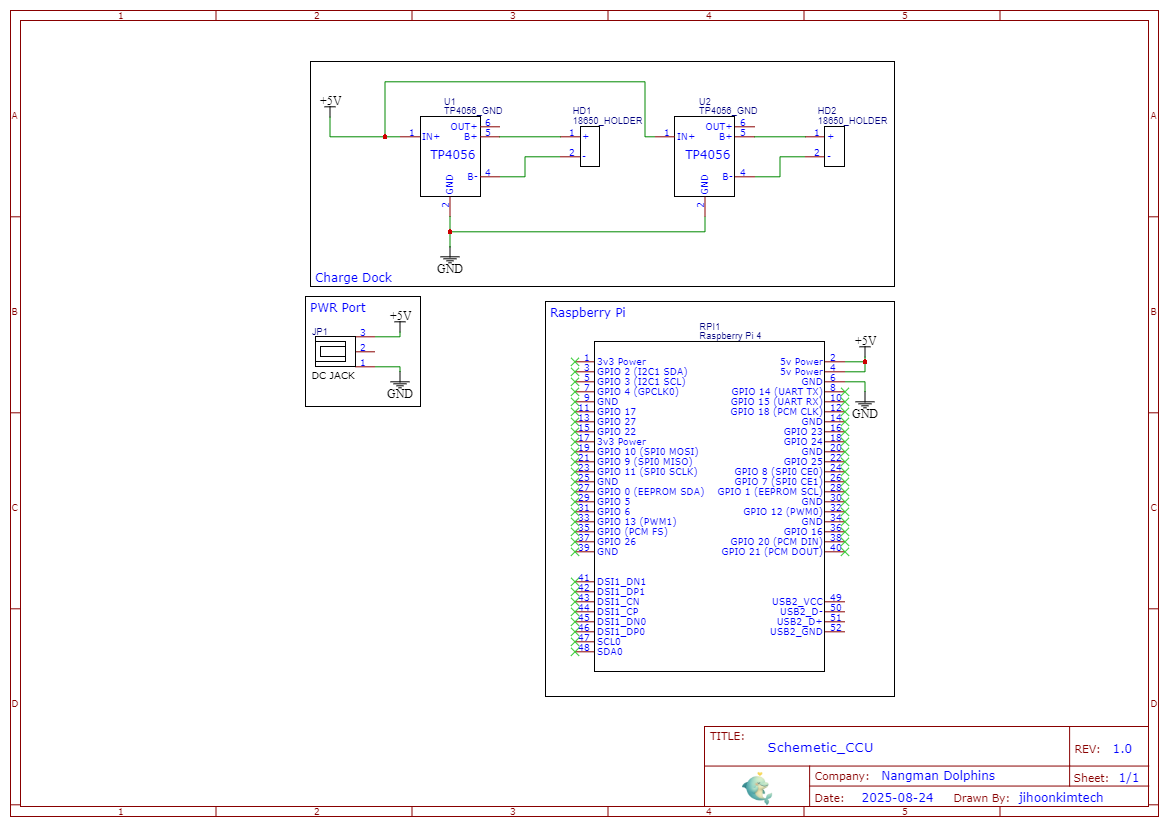 1 2 3 4 5
A A
B B
C C
D D
+5V
U1
TP4056_GND
1 IN+
OUT+ 6
B+ 5
TP4056
B- 4
GND
2
HD1
18650_HOLDER
1 +
2 -
U2
TP4056_GND
1 IN+
OUT+ 6
B+ 5
TP4056
B- 4
GND
2
HD2
18650_HOLDER
1 +
2 -
GND
Charge Dock
PWR Port
+5V
JP1
3
2
1
DC JACK
GND
Raspberry Pi
RPI1
Raspberry Pi 4
+5V
GND
1 3v3 Power 5v Power 2
3 GPIO 2 (I2C1 SDA) 5v Power 4
5 GPIO 3 (I2C1 SCL) GND 6
7 GPIO 4 (GPCLK0) GPIO 14 (UART TX) 8
9 GND GPIO 15 (UART RX) 10
11 GPIO 17 GPIO 18 (PCM CLK) 12
13 GPIO 27 GND 14
15 GPIO 22 GPIO 23 16
17 3v3 Power GPIO 24 18
19 GPIO 10 (SPI0 MOSI) GND 20
21 GPIO 9 (SPI0 MISO) GPIO 25 22
23 GPIO 11 (SPI0 SCLK) GPIO 8 (SPI0 CE0) 24
25 GND GPIO 7 (SPI0 CE1) 26
27 GPIO 0 (EEPROM SDA) GPIO 1 (EEPROM SCL) 28
29 GPIO 5 GND 30
31 GPIO 6 GPIO 12 (PWM0) 32
33 GPIO 13 (PWM1) GND 34
35 GPIO (PCM FS) GPIO 16 36
37 GPIO 26 GPIO 20 (PCM DIN) 38
39 GND GPIO 21 (PCM DOUT) 40
41 DSI1_DN1
42 DSI1_DP1
43 DSI1_CN USB2_VCC 49
44 DSI1_CP USB2_D- 50
45 DSI1_DN0 USB2_D+ 51
46 DSI1_DP0 USB2_GND 52
47 SCL0
48 SDA0
TITLE:
Schemetic_CCU
REV: 1.0
Company: Nangman Dolphins
Sheet: 1/1
Date: 2025-08-24 Drawn By: jihoonkimtech
1 2 3 4 5